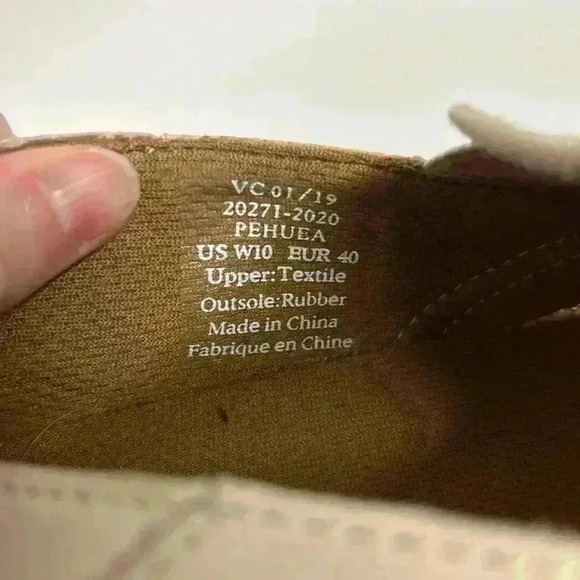 VC 01/19
20271-2020
PEHUEA
US W10 EUR 40
Upper:Textile
Outsole:Rubber
Made in China
Fabrique en Chine